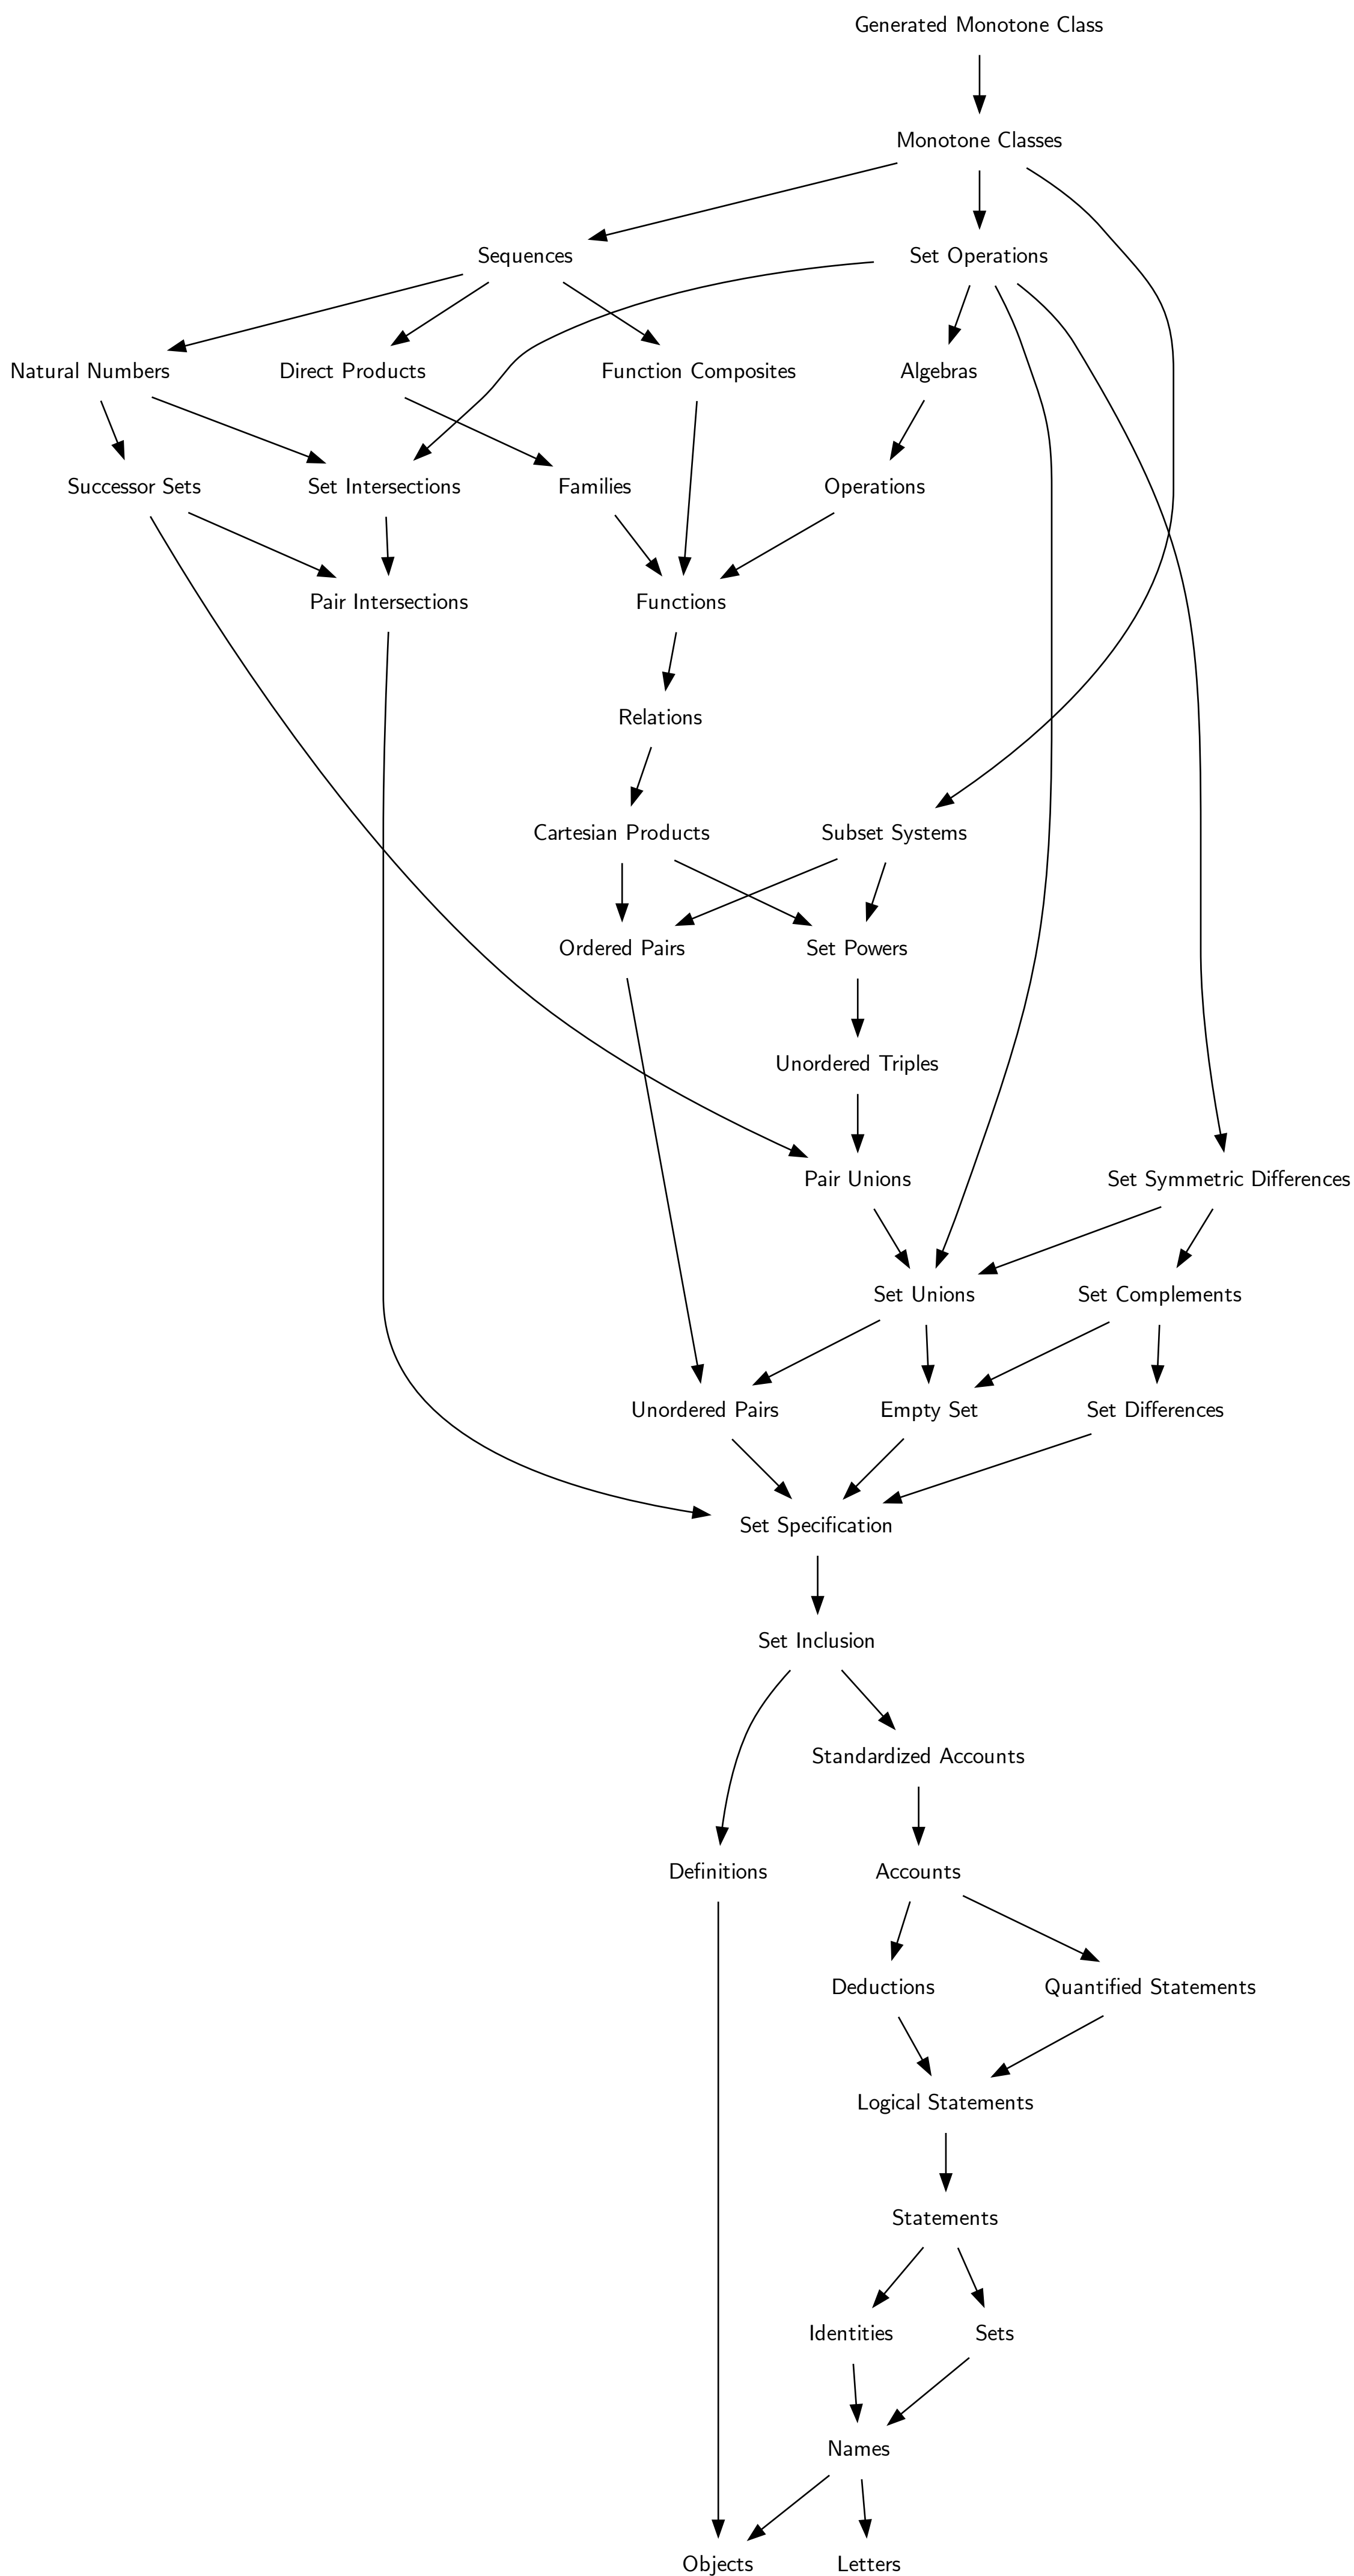 Generated Monotone Class
Monotone Classes
Sequences
Set Operations
Natural Numbers
Direct Products
Function Composites
Algebras
Successor Sets
Set Intersections
Families
Operations
Pair Intersections
Functions
Relations
Cartesian Products
Subset Systems
Ordered Pairs
Set Powers
Unordered Triples
Pair Unions
Set Symmetric Differences
Set Unions
Set Complements
Unordered Pairs
Empty Set
Set Differences
Set Specification
Set Inclusion
Standardized Accounts
Definitions
Accounts
Deductions
Quantified Statements
Logical Statements
Statements
Identities
Sets
Names
Objects
Letters